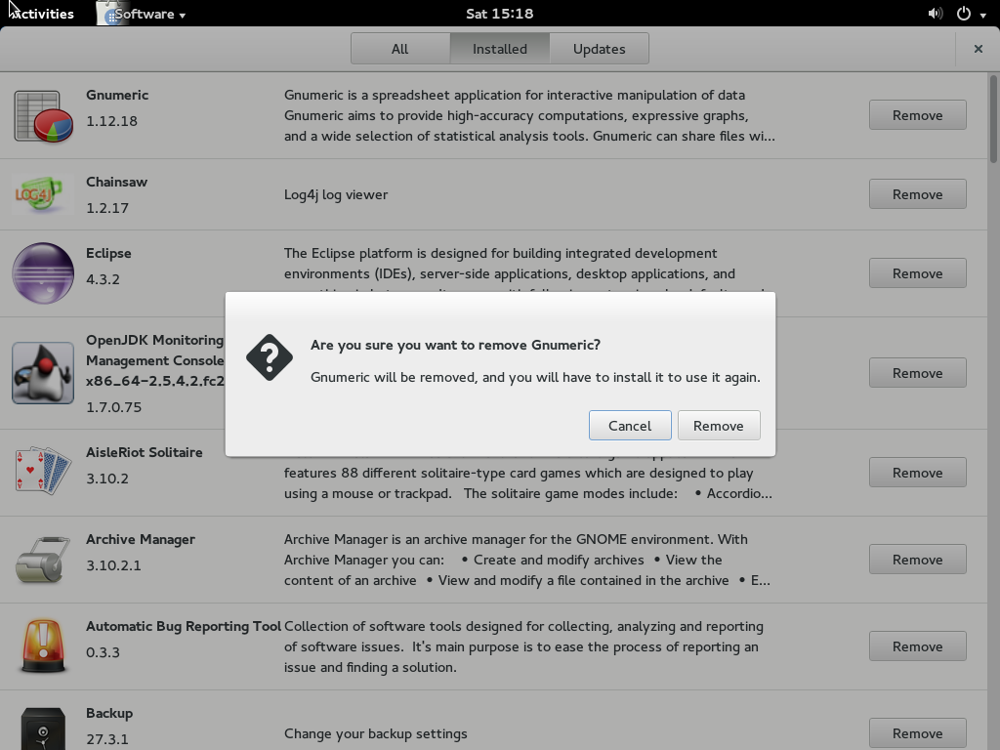 Activities
Software
Sat 15:18
All
Installed
Updates
Gnumeric
1.12.18
Gnumeric is a spreadsheet application for interactive manipulation of data
Gnumeric aims to provide high-accuracy computations, expressive graphs,
and a wide selection of statistical analysis tools. Gnumeric can share files wi...
Remove
LOG4J
Chainsaw
1.2.17
Log4j log viewer
Remove
Eclipse
4.3.2
The Eclipse platform is designed for building integrated development
environments (IDEs), server-side applications, desktop applications, and
Remove
Are you sure you want to remove Gnumeric?
Gnumeric will be removed, and you will have to install it to use it again.
Cancel
Remove
OpenJDK Monitoring
Management Console
x86_64-2.5.4.2.fc2
1.7.0.75
Remove
AisleRiot Solitaire
3.10.2
features 88 different solitaire-type card games which are designed to play
using a mouse or trackpad. The solitaire game modes include: • Accordio...
Remove
Archive Manager
3.10.2.1
Archive Manager is an archive manager for the GNOME environment. With
Archive Manager you can: • Create and modify archives • View the
content of an archive • View and modify a file contained in the archive • E...
Remove
Automatic Bug Reporting Tool
0.3.3
Collection of software tools designed for collecting, analyzing and reporting
of software issues. It's main purpose is to ease the process of reporting an
issue and finding a solution.
Remove
Backup
27.3.1
Change your backup settings
Remove